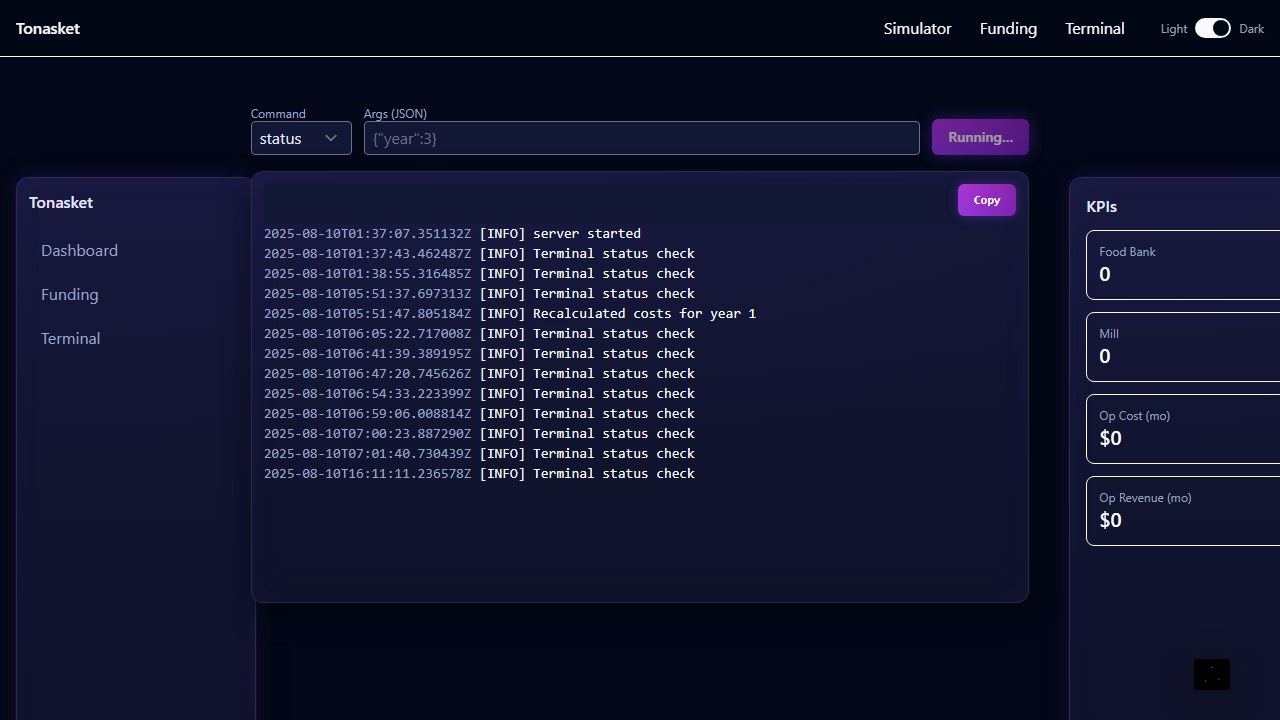 Tonasket
Simulator
Funding
Terminal
Light
Dark
Command
Args (JSON)
status
{"year":3}
Running...
Tonasket
Dashboard
Funding
Terminal
Copy
2025-08-10T01:37:07.351132Z [INFO] server started
2025-08-10T01:37:43.462487Z [INFO] Terminal status check
2025-08-10T01:38:55.316485Z [INFO] Terminal status check
2025-08-10T05:51:37.697313Z [INFO] Terminal status check
2025-08-10T05:51:47.805184Z [INFO] Recalculated costs for year 1
2025-08-10T06:05:22.717008Z [INFO] Terminal status check
2025-08-10T06:41:39.389195Z [INFO] Terminal status check
2025-08-10T06:47:20.745626Z [INFO] Terminal status check
2025-08-10T06:54:33.223399Z [INFO] Terminal status check
2025-08-10T06:59:06.008814Z [INFO] Terminal status check
2025-08-10T07:00:23.887290Z [INFO] Terminal status check
2025-08-10T07:01:40.730439Z [INFO] Terminal status check
2025-08-10T16:11:11.236578Z [INFO] Terminal status check
KPIs
Food Bank
0
Mill
0
Op Cost (mo)
$0
Op Revenue (mo)
$0